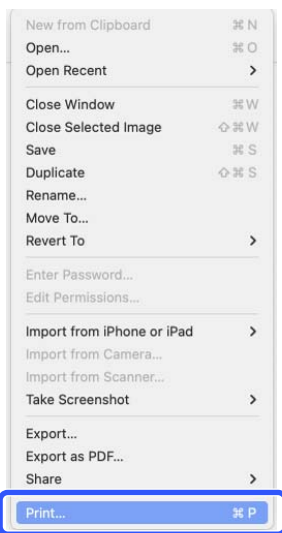 New from Clipboard ⌘ N
Open... ⌘ O
Open Recent >
Close Window ⌘ W
Close Selected Image ⇧ ⌘ W
Save ⌘ S
Duplicate ⇧ ⌘ S
Rename...
Move To...
Revert To >
Enter Password...
Edit Permissions...
Import from iPhone or iPad >
Import from Camera...
Import from Scanner...
Take Screenshot >
Export...
Export as PDF...
Share >
Print... ⌘ P